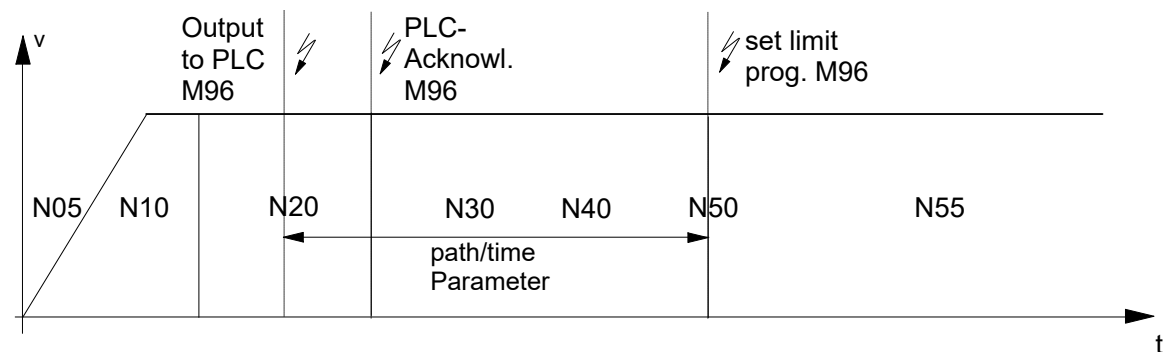 v
Output
to PLC
M96
PLC-
Acknowl.
M96
set limit
prog. M96
N05 N10 N20 N30 N40 N50 N55
path/time
Parameter
t